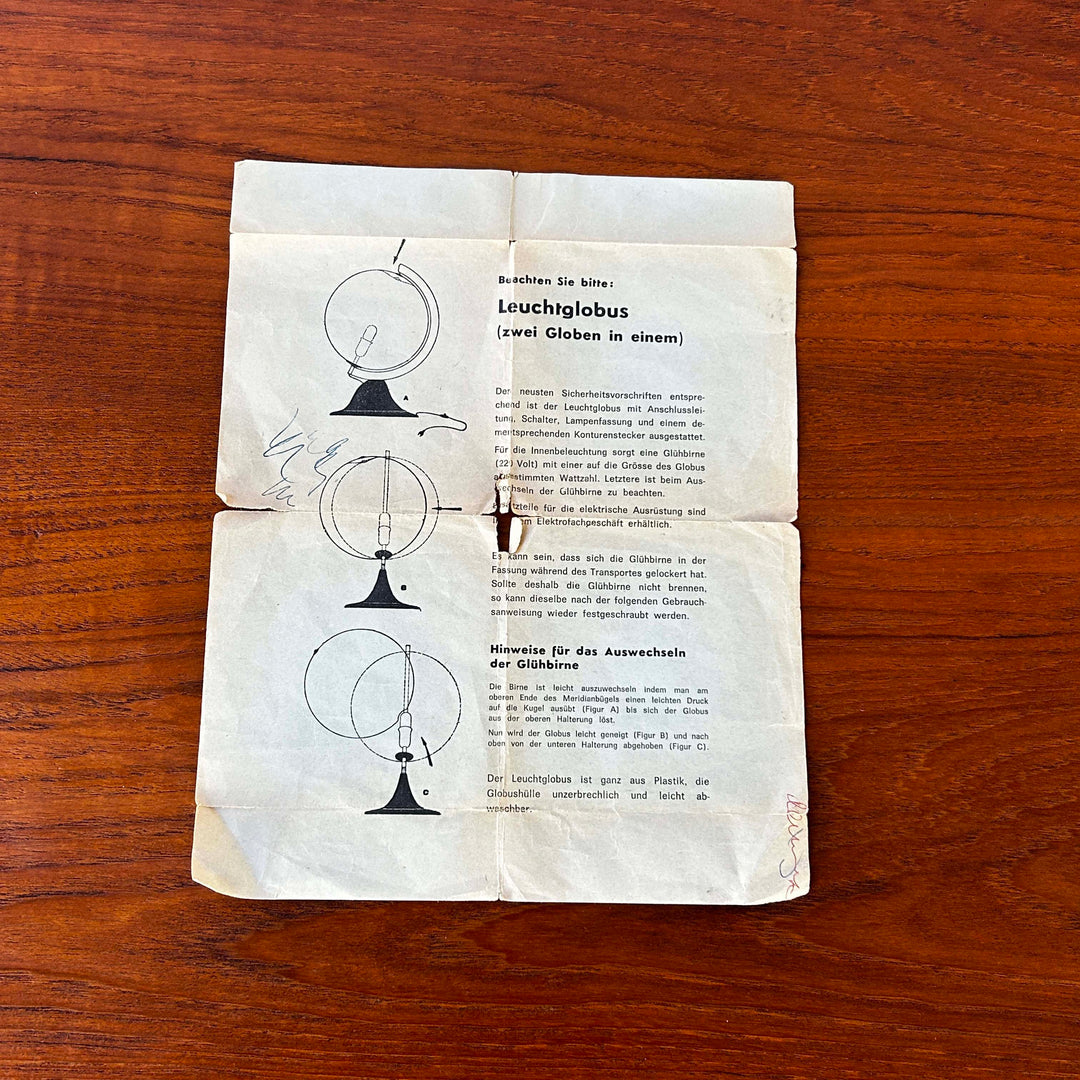 Beachten Sie bitte:
Leuchtglobus
(zwei Globen in einem)
Den neusten Sicherheitsvorschriften entspre-
chend ist der Leuchtglobus mit Anschlusslei-
tung, Schalter, Lampenfassung und einem de-
mentsprechenden Konturenstecker ausgestattet.
Für die Innenbeleuchtung sorgt eine Glühbirne
(220 Volt) mit einer auf die Grösse des Globus
abgestimmten Wattzahl. Letztere ist beim Aus-
wechseln der Glühbirne zu beachten.
Ersatzteile für die elektrische Ausrüstung sind
Elektrofachgeschäft erhältlich.
Es kann sein, dass sich die Glühbirne in der
Fassung während des Transportes gelockert hat.
Sollte deshalb die Glühbirne nicht brennen,
so kann dieselbe nach der folgenden Gebrauch-
sanweisung wieder festgeschraubt werden.
Hinweise für das Auswechseln
der Glühbirne
Die Birne ist leicht auszuwechseln indem man am
oberen Ende des Meridianbügels einen leichten Druck
auf die Kugel ausübt (Figur A) bis sich der Globus
aus der oberen Halterung löst.
Nun wird der Globus leicht geneigt (Figur B) und nach
oben von der unteren Halterung abgehoben (Figur C).
Der Leuchtglobus ist ganz aus Plastik, die
Globushülle unzerbrechlich und leicht ab-
waschbar.
A
B
C